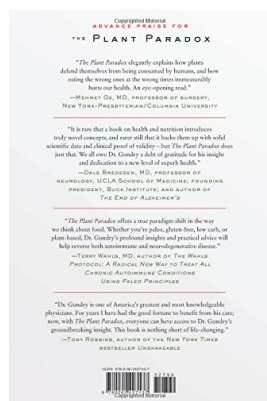 Copyrighted Material
ADVANCE PRAISE FOR
THE PLANT PARADOX
"The Plant Paradox elegantly explains how plants
defend themselves from being consumed by humans, and how
eating the wrong ones at the wrong times immeasurably
hurts our health. An eye-opening read."
—MEHMET OZ, MD, PROFESSOR OF SURGERY,
NEW YORK-PRESBYTERIAN/COLUMBIA UNIVERSITY
"It is rare that a book on health and nutrition introduces
truly novel concepts, and rarer still that it backs them up with solid
scientific data and clinical proof of validity—but The Plant Paradox does
just that. We all owe Dr. Gundry a debt of gratitude for his insight
and dedication to a new level of superb health."
—DALE BREDESEN, MD, PROFESSOR OF
NEUROLOGY, UCLA SCHOOL OF MEDICINE; FOUNDING
PRESIDENT, BUCK INSTITUTE; AND AUTHOR OF
THE END OF ALZHEIMER'S
"The Plant Paradox offers a true paradigm shift in the way
we think about food. Whether you're paleo, gluten-free, low carb, or
plant-based, Dr. Gundry's profound insights and practical advice will
help reverse both autoimmune and neurodegenerative disease."
—TERRY WAHLS, MD, AUTHOR OF THE WAHLS
PROTOCOL: A RADICAL NEW WAY TO TREAT ALL
CHRONIC AUTOIMMUNE CONDITIONS
USING PALEO PRINCIPLES
"Dr. Gundry is one of America's greatest and most knowledgeable
physicians. For years I have had the good fortune to benefit from his care;
now, with The Plant Paradox, everyone can have access to Dr. Gundry's
groundbreaking insight. This book is nothing short of life-changing."
—TONY ROBBINS, AUTHOR OF THE NEW YORK TIMES
BESTSELLER UNSHAKEABLE
Copyrighted Material